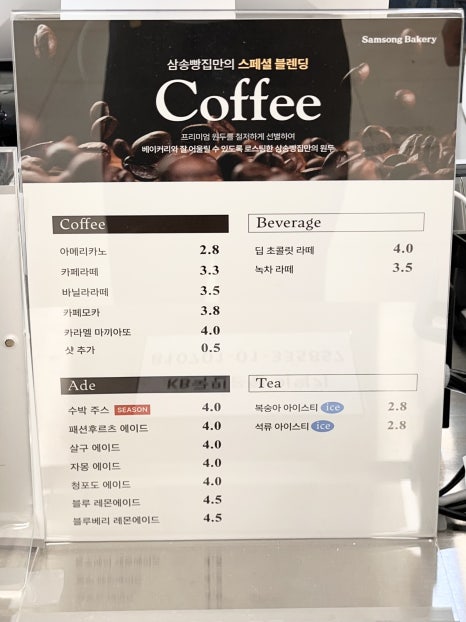 Samsong Bakery
삼송빵집만의 스페셜 블렌딩
Coffee
프리미엄 원두를 철저하게 선별하여
베이커리와 잘 어울릴 수 있도록 로스팅한 삼송빵집만의 원두
Coffee
아메리카노 2.8
카페라떼 3.3
바닐라라떼 3.5
카페모카 3.8
카라멜 마끼아또 4.0
샷 추가 0.5
Beverage
딥 초콜릿 라떼 4.0
녹차 라떼 3.5
Ade
수박 주스 SEASON 4.0
패션후르츠 에이드 4.0
살구 에이드 4.0
자몽 에이드 4.0
청포도 에이드 4.0
블루 레몬에이드 4.5
블루베리 레몬에이드 4.5
Tea
복숭아 아이스티 ice 2.8
석류 아이스티 ice 2.8